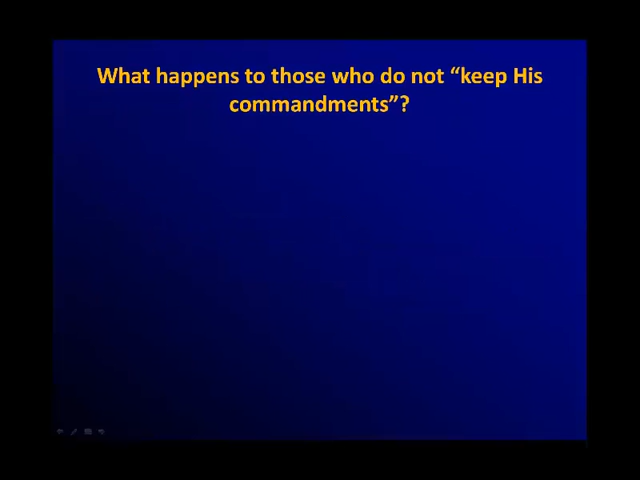 What happens to those who do not “keep His
commandments”?